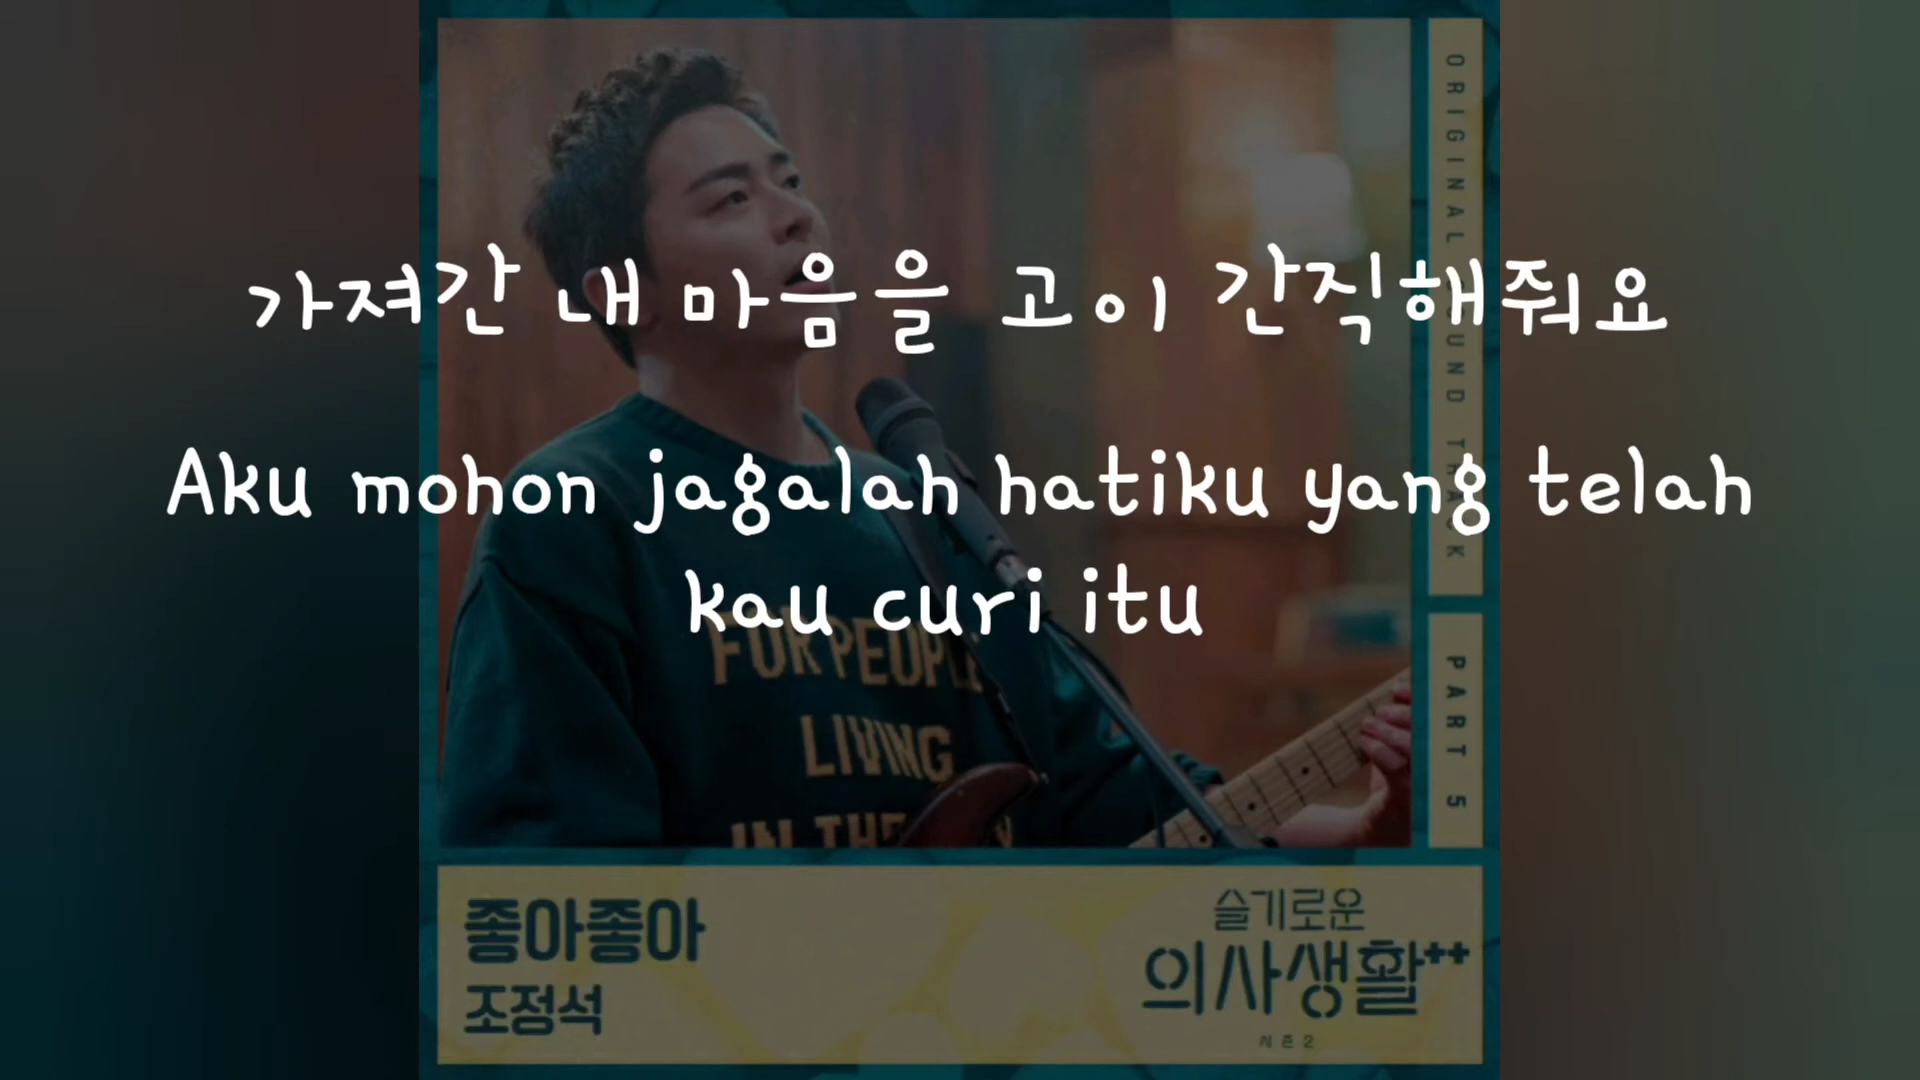 가져간 내 마음을 고이 간직해줘요
Aku mohon jagalah hatiku yang telah
kau curi itu
ORIGINAL SOUND TRACK
PART 5
FOR PEOPLE
LIVING
IN THE
좋아좋아
조정석
슬기로운
의사생활++
시즌2